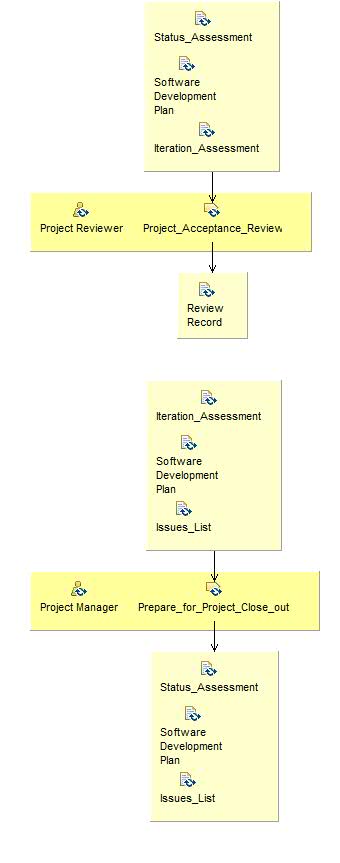 Status_Assessment
Software
Development
Plan
Iteration_Assessment
Project Reviewer Project_Acceptance_Review
Review
Record
Iteration_Assessment
Software
Development
Plan
Issues_List
Project Manager Prepare_for_Project_Close_out
Status_Assessment
Software
Development
Plan
Issues_List